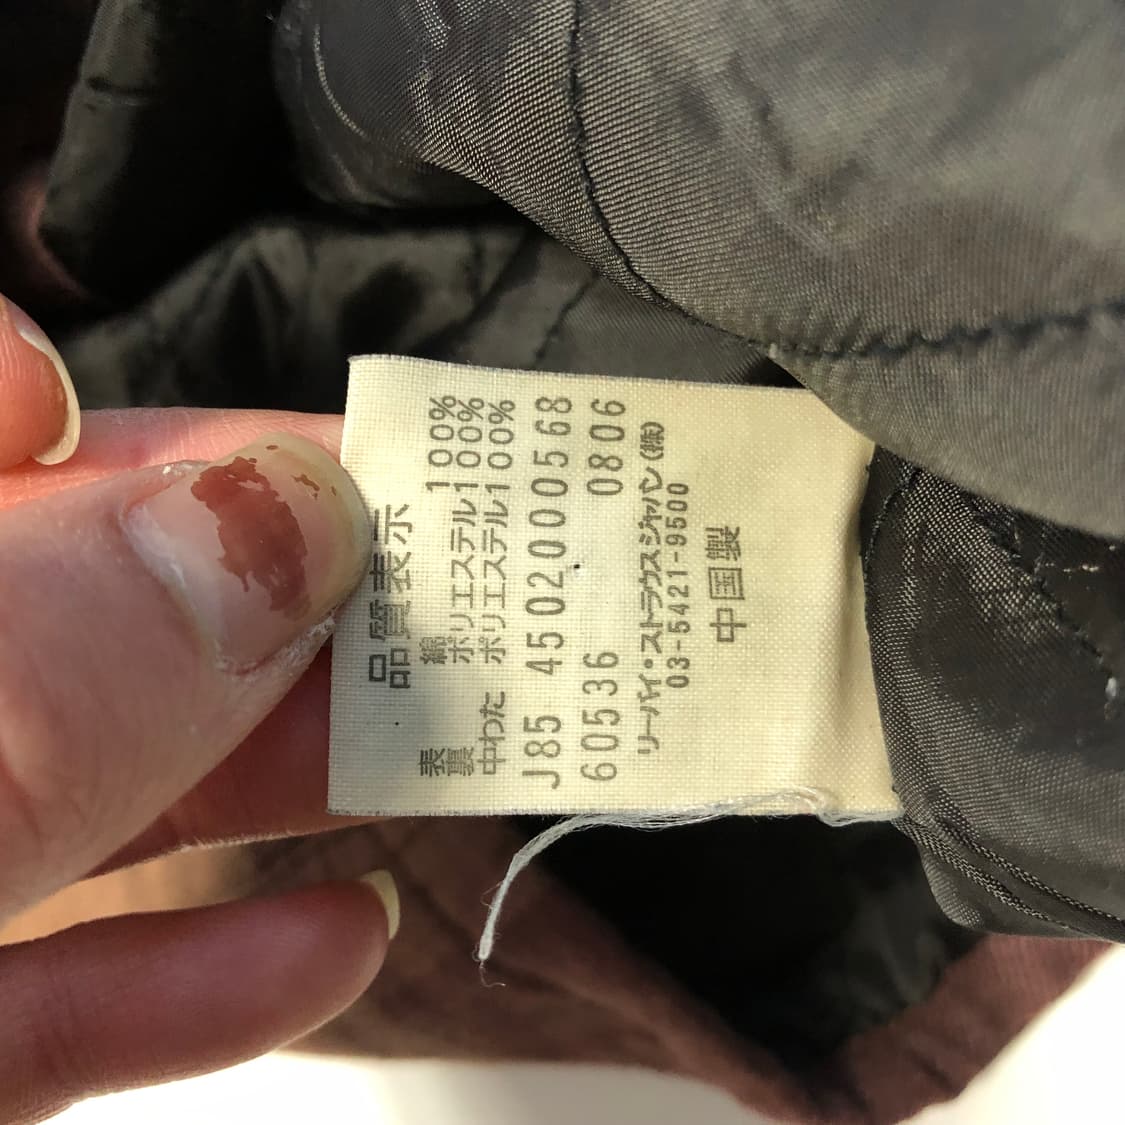 品質表示
表 綿 100%
裏 ポリエステル100%
中わた ポリエステル100%
J85 45020000568
60536 0806
リーバイ・ストラウスジャパン(株)
03-5421-9500
中国製